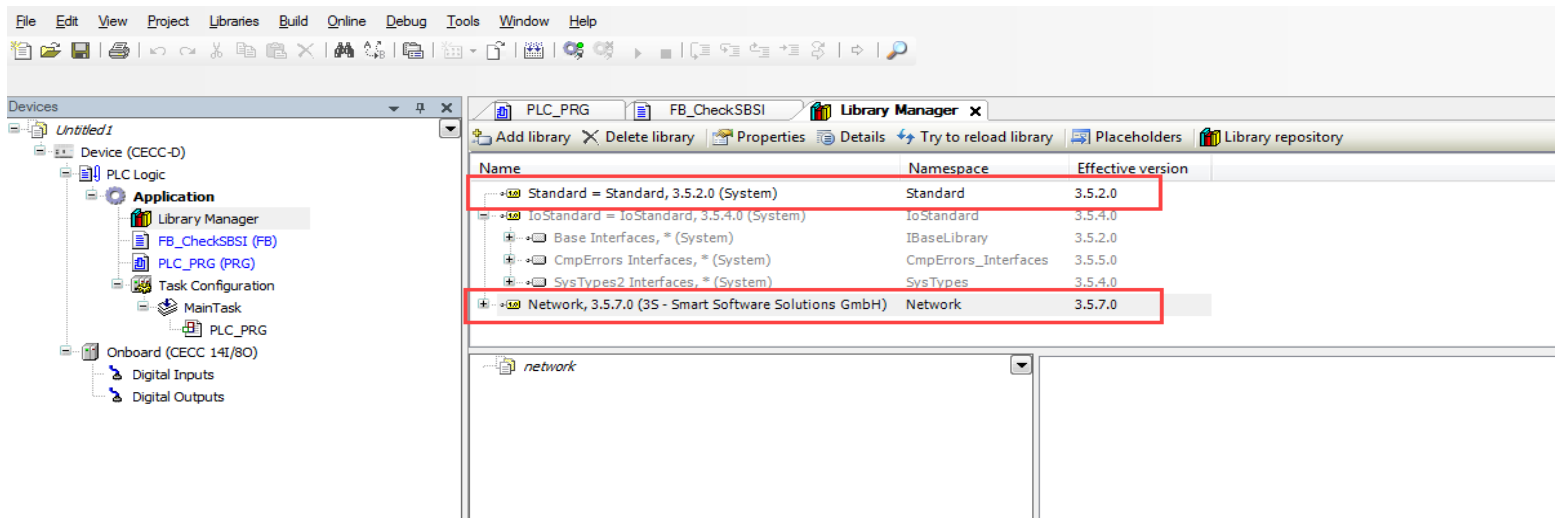 File Edit View Project Libraries Build Online Debug Tools Window Help
Devices
Untitled1
Device (CECC-D)
PLC Logic
Application
Library Manager
FB_CheckSBSI (FB)
PLC_PRG (PRG)
Task Configuration
MainTask
PLC_PRG
Onboard (CECC 14I/8O)
Digital Inputs
Digital Outputs
PLC_PRG FB_CheckSBSI Library Manager
Add library Delete library Properties Details Try to reload library Placeholders Library repository
Name Namespace Effective version
Standard = Standard, 3.5.2.0 (System) Standard 3.5.2.0
IoStandard = IoStandard, 3.5.4.0 (System) IoStandard 3.5.4.0
Base Interfaces, * (System) IBaseLibrary 3.5.2.0
CmpErrors Interfaces, * (System) CmpErrors_Interfaces 3.5.5.0
SysTypes2 Interfaces, * (System) SysTypes 3.5.4.0
Network, 3.5.7.0 (3S - Smart Software Solutions GmbH) Network 3.5.7.0
network